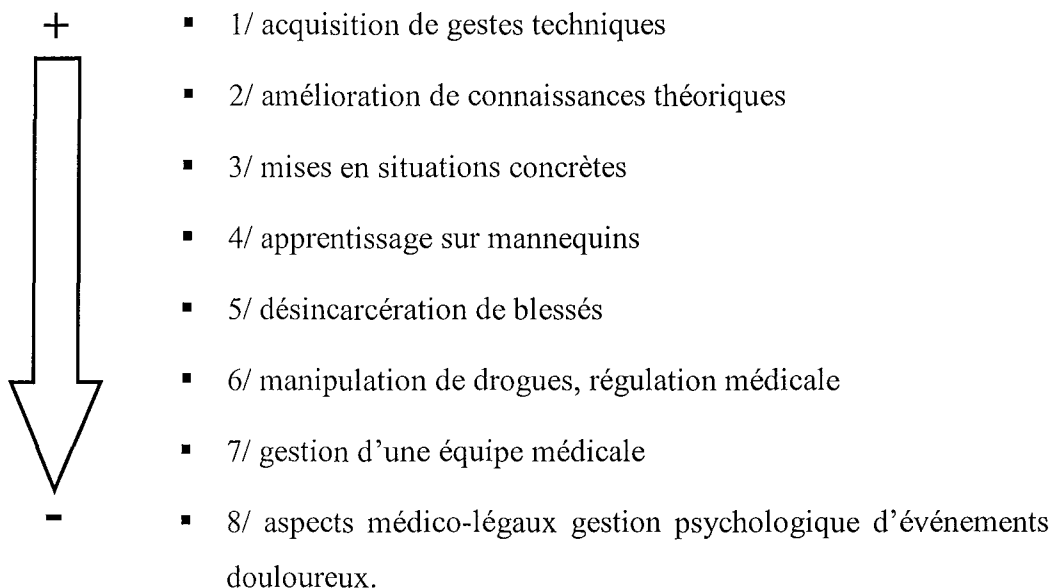 +
▪ 1/ acquisition de gestes techniques
▪ 2/ amélioration de connaissances théoriques
▪ 3/ mises en situations concrètes
▪ 4/ apprentissage sur mannequins
▪ 5/ désincarcération de blessés
▪ 6/ manipulation de drogues, régulation médicale
▪ 7/ gestion d’une équipe médicale
-
▪ 8/ aspects médico-légaux gestion psychologique d’événements
douloureux.